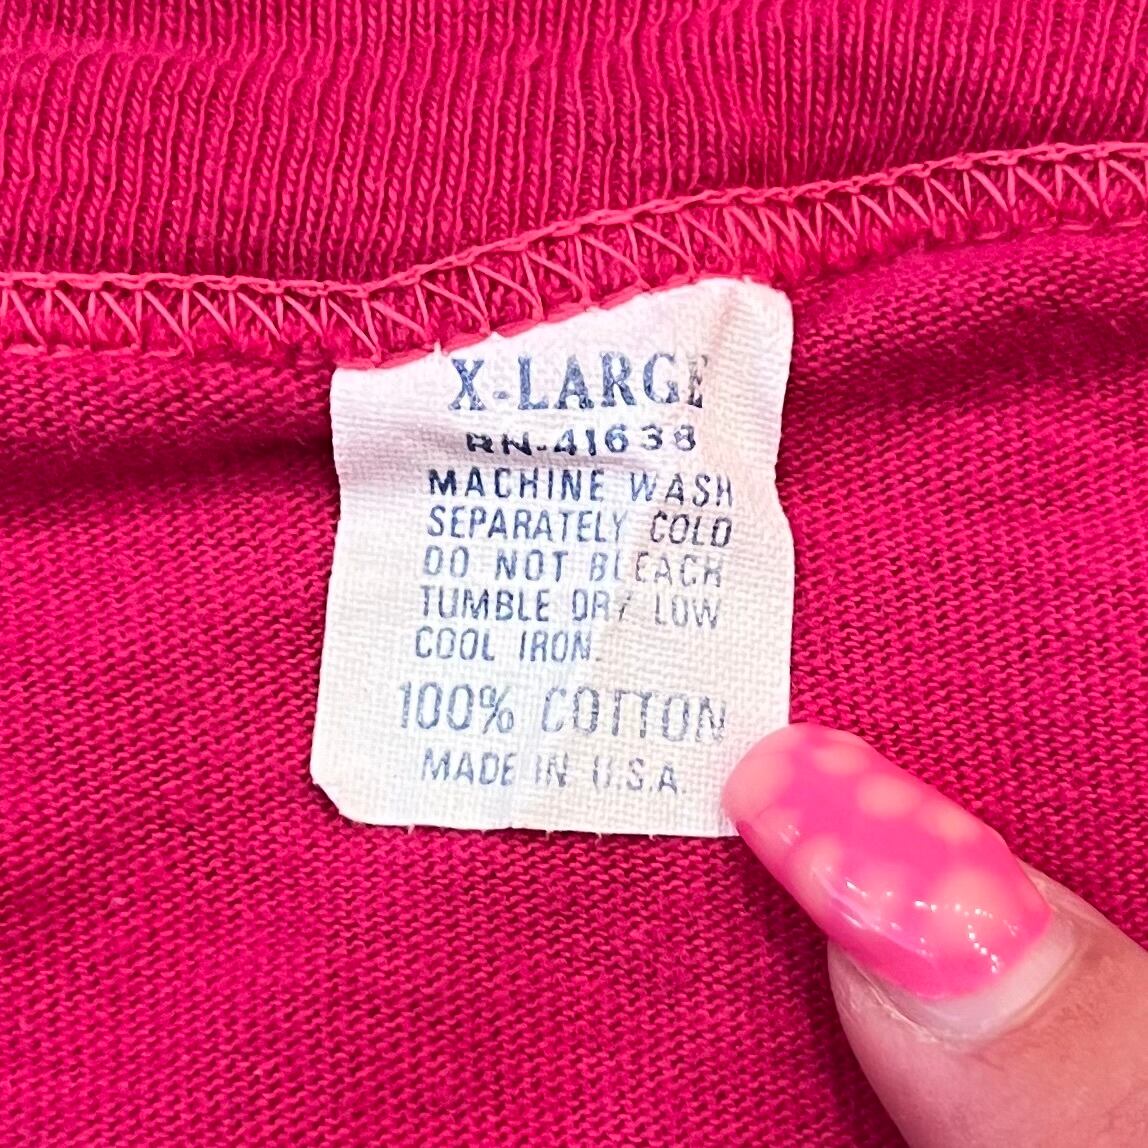 X-LARGE
RN-41638
MACHINE WASH
SEPARATELY COLD
DO NOT BLEACH
TUMBLE DRY LOW
COOL IRON.
100% COTTON
MADE IN U.S.A.